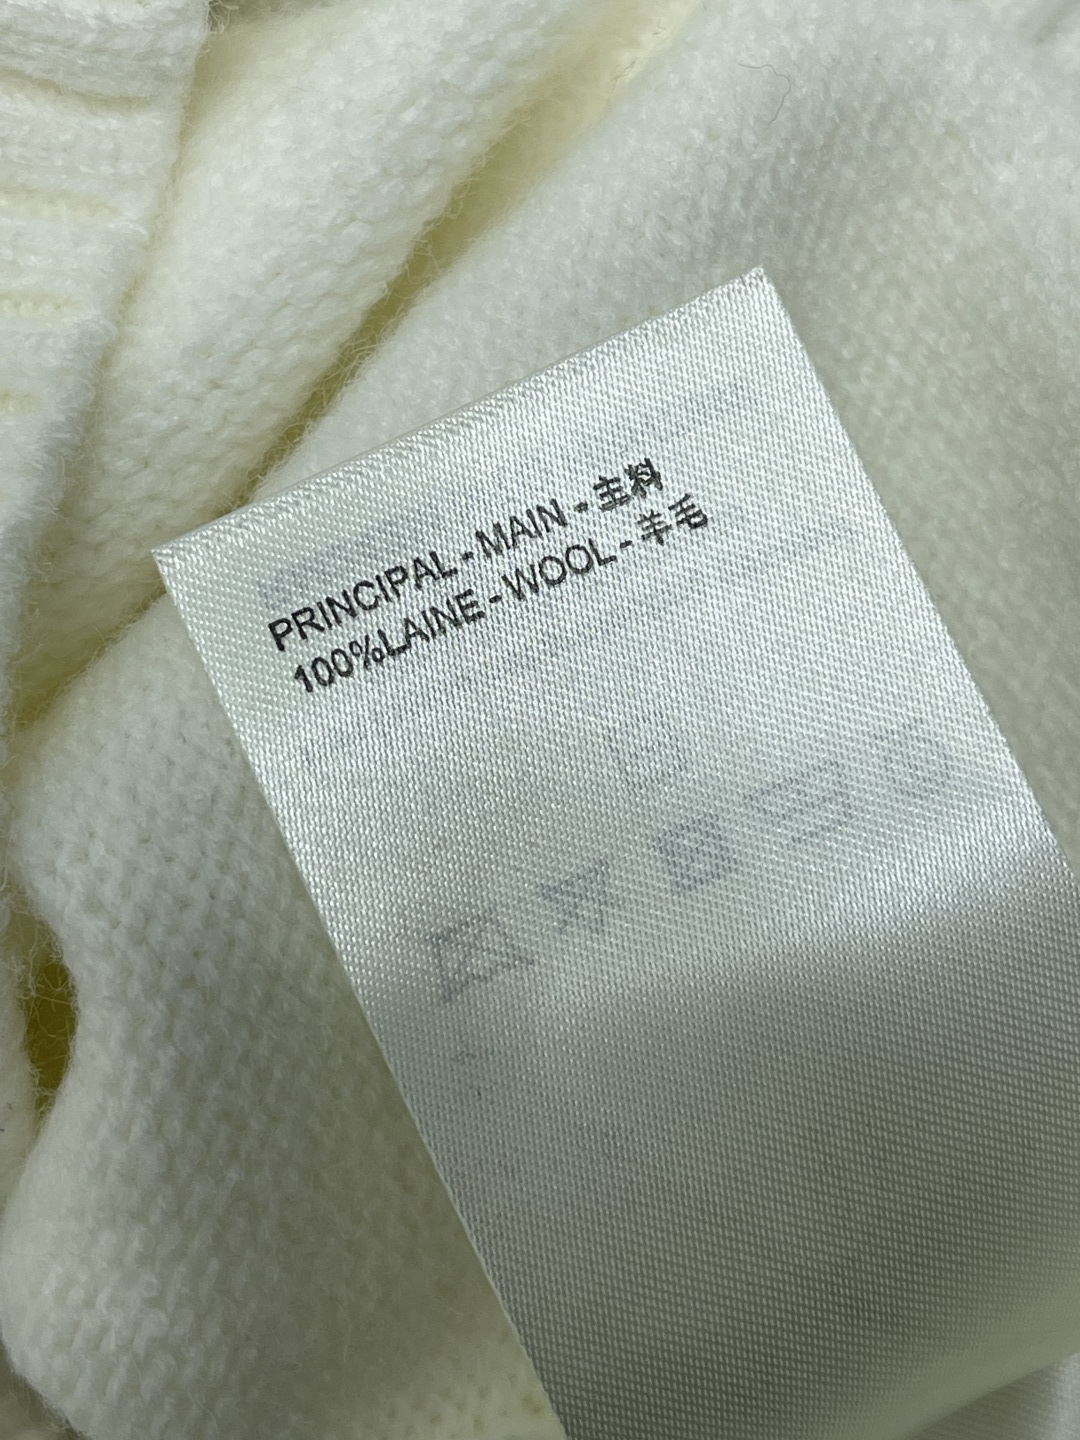 PRINCIPAL - MAIN - 主料
100%LAINE - WOOL - 羊毛